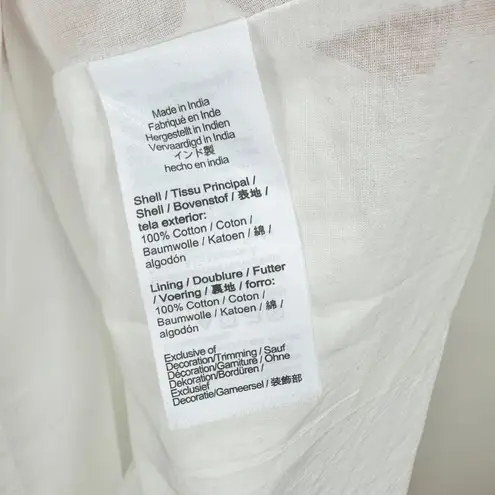 Made in India
Fabriqué en Inde
Hergestellt in Indien
Vervaardigd in India
インド製
hecho en india
Shell / Tissu Principal /
Shell / Bovenstof / 表地 /
tela exterior:
100% Cotton / Coton /
Baumwolle / Katoen / 綿 /
algodón
Lining / Doublure / Futter
/ Voering / 裏地 / forro:
100% Cotton / Coton /
Baumwolle / Katoen / 綿 /
algodón
Exclusive of
Decoration/Trimming / Sauf
Décoration/Garniture / Ohne
Dekoration/Bordüren /
Exclusief
Decoratie/Gameersel / 装飾部